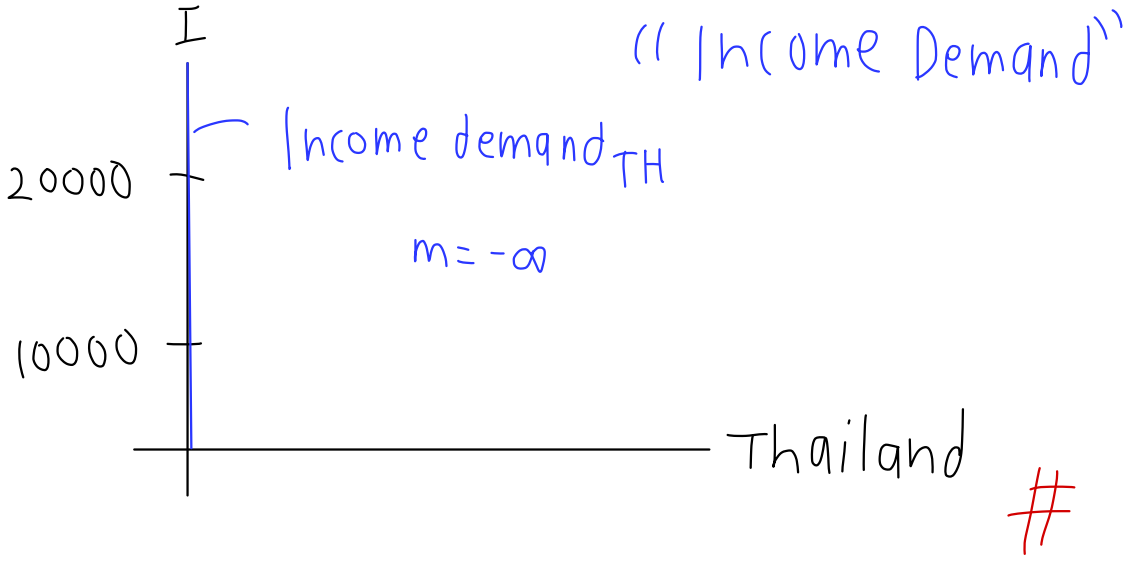 I
"Income Demand"
Income demand TH
20000
m = -∞
10000
Thailand
#